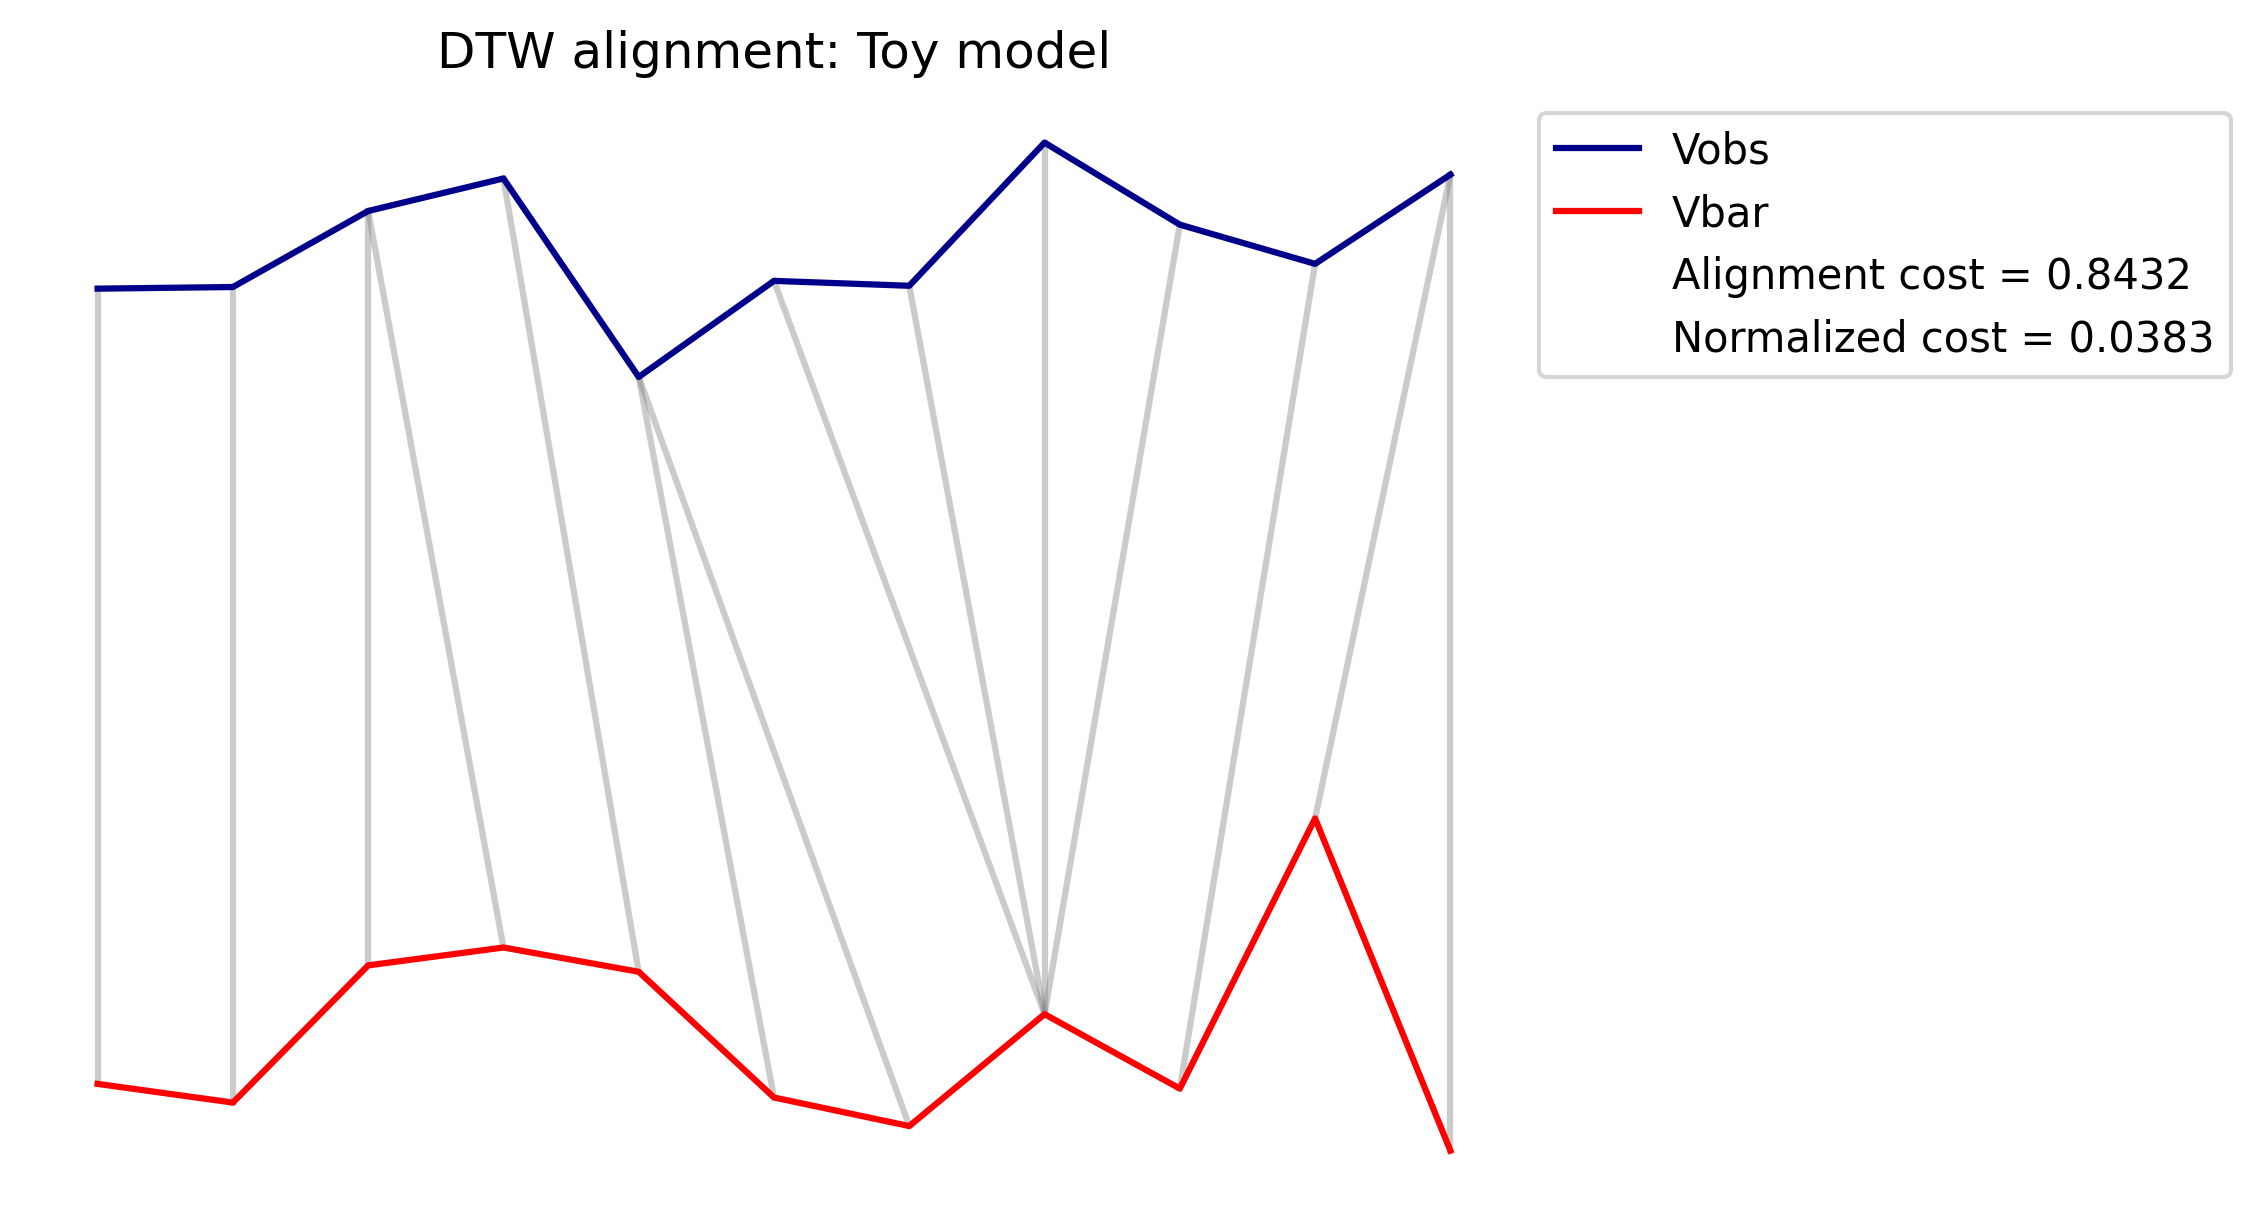 DTW alignment: Toy model
Vobs
Vbar
Alignment cost = 0.8432
Normalized cost = 0.0383